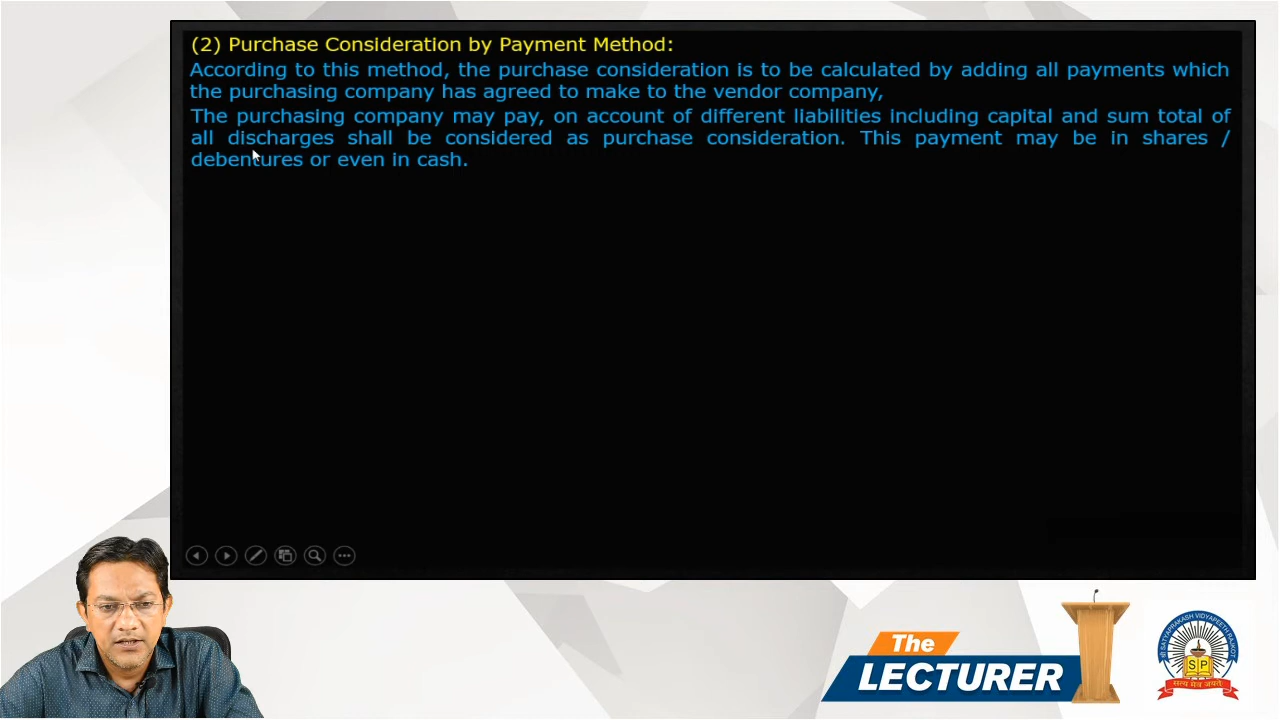 (2) Purchase Consideration by Payment Method:
According to this method, the purchase consideration is to be calculated by adding all payments which
the purchasing company has agreed to make to the vendor company,
The purchasing company may pay, on account of different liabilities including capital and sum total of
all discharges shall be considered as purchase consideration. This payment may be in shares /
debentures or even in cash.
The
LECTURER
SP